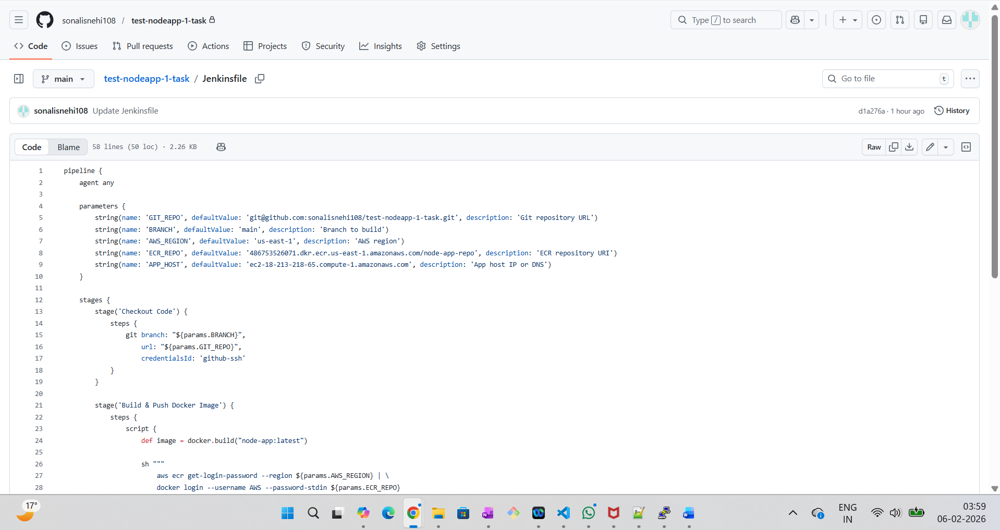 sonalisnehi108 / test-nodeapp-1-task
Type / to search
Code
Issues
Pull requests
Actions
Projects
Security
Insights
Settings
main
test-nodeapp-1-task / Jenkinsfile
Go to file
t
sonalisnehi108 Update Jenkinsfile
d1a276a · 1 hour ago
History
Code
Blame
58 lines (50 loc) · 2.26 KB
Raw
1 pipeline {
2     agent any
3
4     parameters {
5         string(name: 'GIT_REPO', defaultValue: 'git@github.com:sonalisnehi108/test-nodeapp-1-task.git', description: 'Git repository URL')
6         string(name: 'BRANCH', defaultValue: 'main', description: 'Branch to build')
7         string(name: 'AWS_REGION', defaultValue: 'us-east-1', description: 'AWS region')
8         string(name: 'ECR_REPO', defaultValue: '486753526071.dkr.ecr.us-east-1.amazonaws.com/node-app-repo', description: 'ECR repository URI')
9         string(name: 'APP_HOST', defaultValue: 'ec2-18-213-218-65.compute-1.amazonaws.com', description: 'App host IP or DNS')
10     }
11
12     stages {
13         stage('Checkout Code') {
14             steps {
15                 git branch: "${params.BRANCH}",
16                     url: "${params.GIT_REPO}",
17                     credentialsId: 'github-ssh'
18             }
19         }
20
21         stage('Build & Push Docker Image') {
22             steps {
23                 script {
24                     def image = docker.build("node-app:latest")
25
26                     sh """
27                         aws ecr get-login-password --region ${params.AWS_REGION} | \
28                         docker login --username AWS --password-stdin ${params.ECR_REPO}
17°
ENG
IN
03:59
06-02-2026